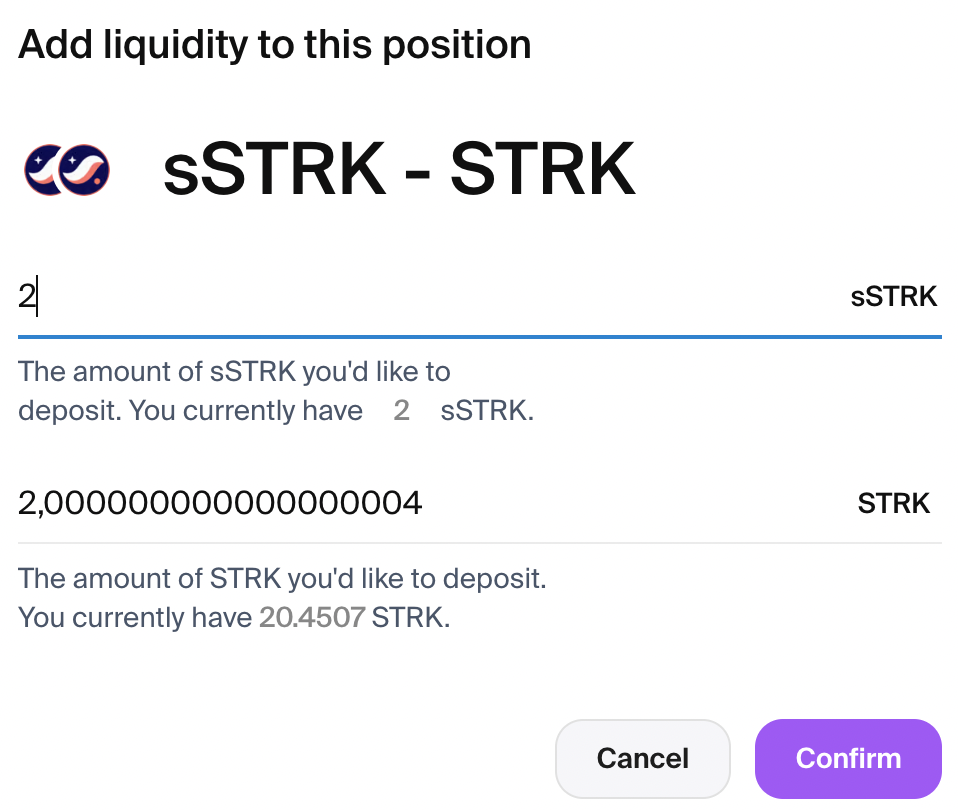 Add liquidity to this position
sSTRK - STRK
2 sSTRK
The amount of sSTRK you'd like to
deposit. You currently have 2 sSTRK.
2,000000000000000004 STRK
The amount of STRK you'd like to deposit.
You currently have 20.4507 STRK.
Cancel Confirm